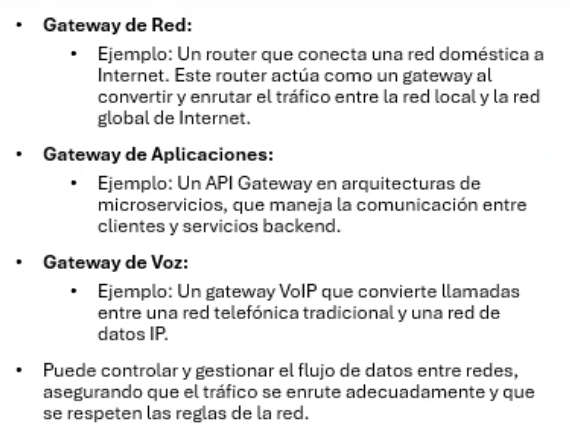 • Gateway de Red:
• Ejemplo: Un router que conecta una red doméstica a
Internet. Este router actúa como un gateway al
convertir y enrutar el tráfico entre la red local y la red
global de Internet.
• Gateway de Aplicaciones:
• Ejemplo: Un API Gateway en arquitecturas de
microservicios, que maneja la comunicación entre
clientes y servicios backend.
• Gateway de Voz:
• Ejemplo: Un gateway VoIP que convierte llamadas
entre una red telefónica tradicional y una red de
datos IP.
• Puede controlar y gestionar el flujo de datos entre redes,
asegurando que el tráfico se enrute adecuadamente y que
se respeten las reglas de la red.